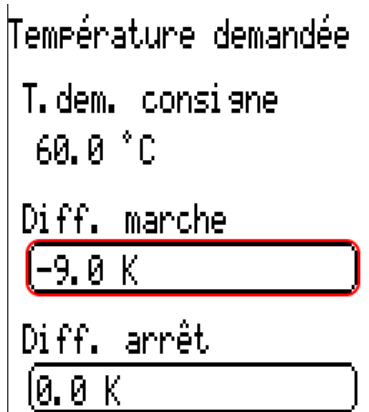 Température demandée
T.dem. consigne
60.0 °C
Diff. marche
-9.0 K
Diff. arrêt
0.0 K